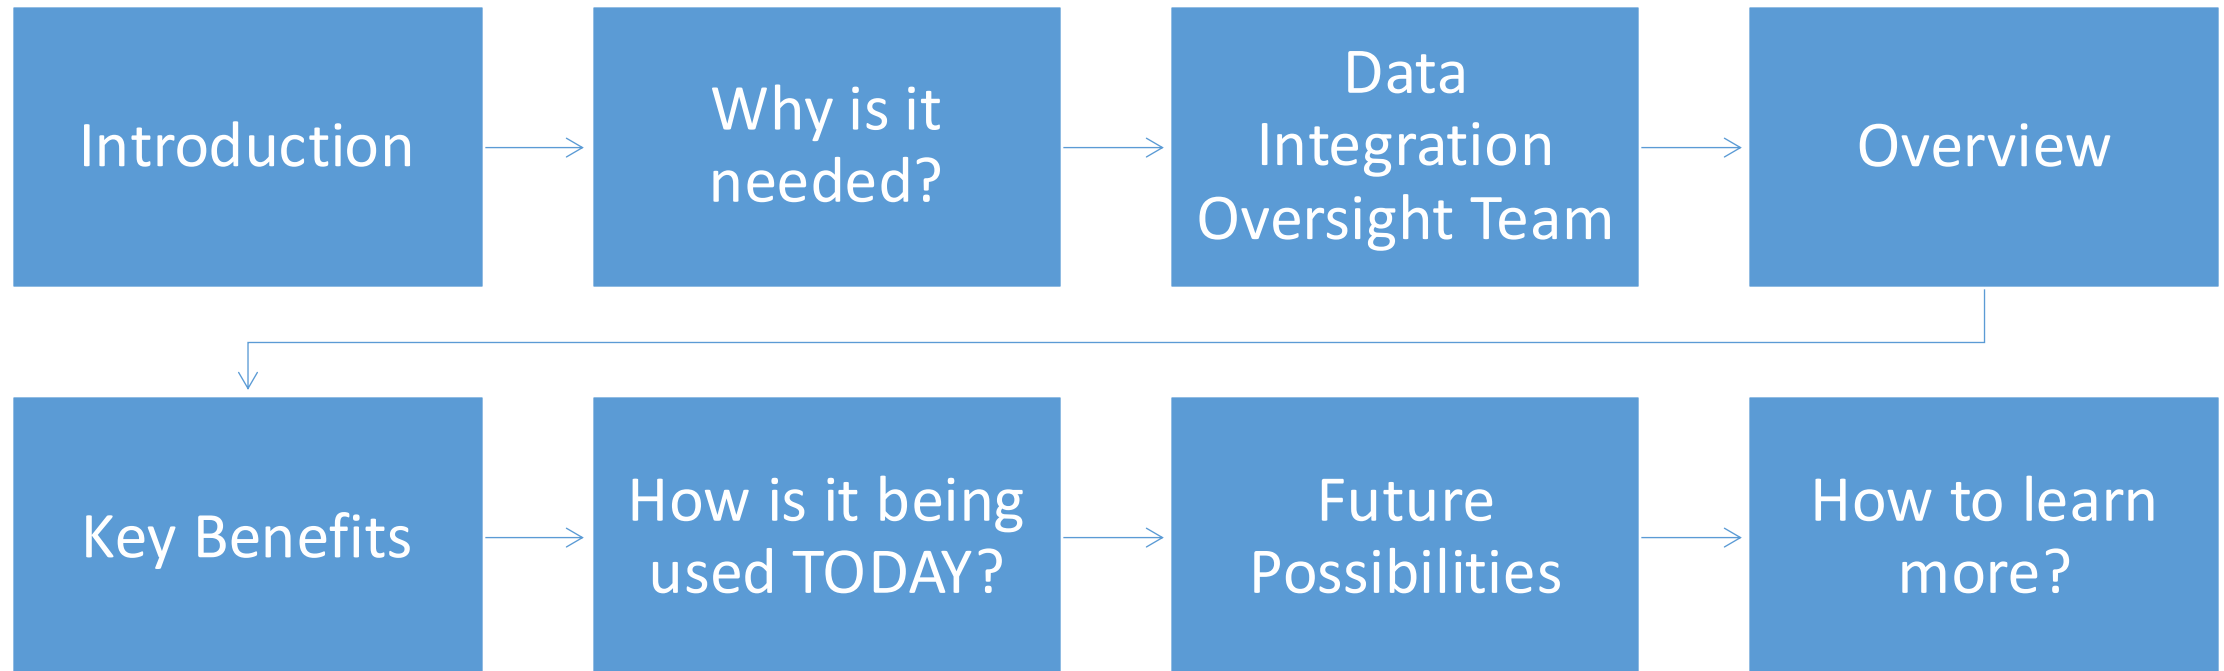 Introduction
Why is it
needed?
Data
Integration
Oversight Team
Overview
Key Benefits
How is it being
used TODAY?
Future
Possibilities
How to learn
more?